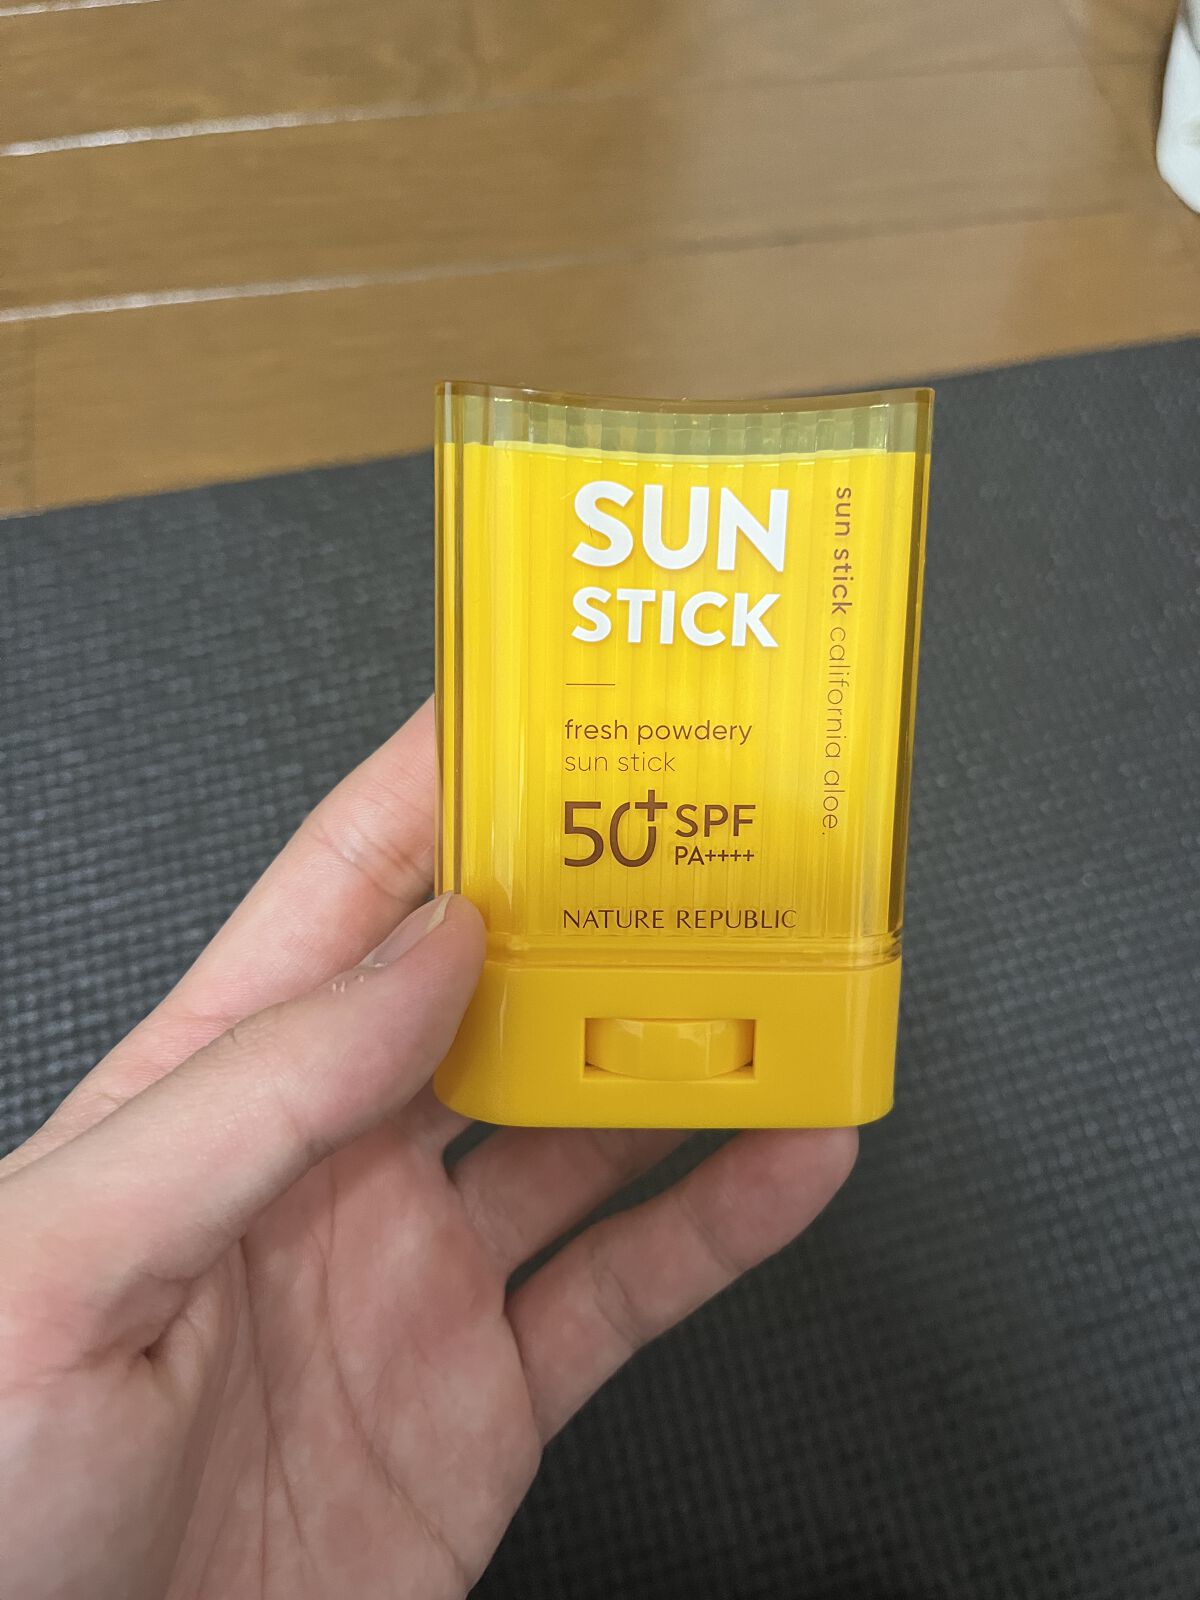 SUN
STICK
fresh powdery
sun stick
50+ SPF
PA++++
NATURE REPUBLIC
sun stick california aloe.